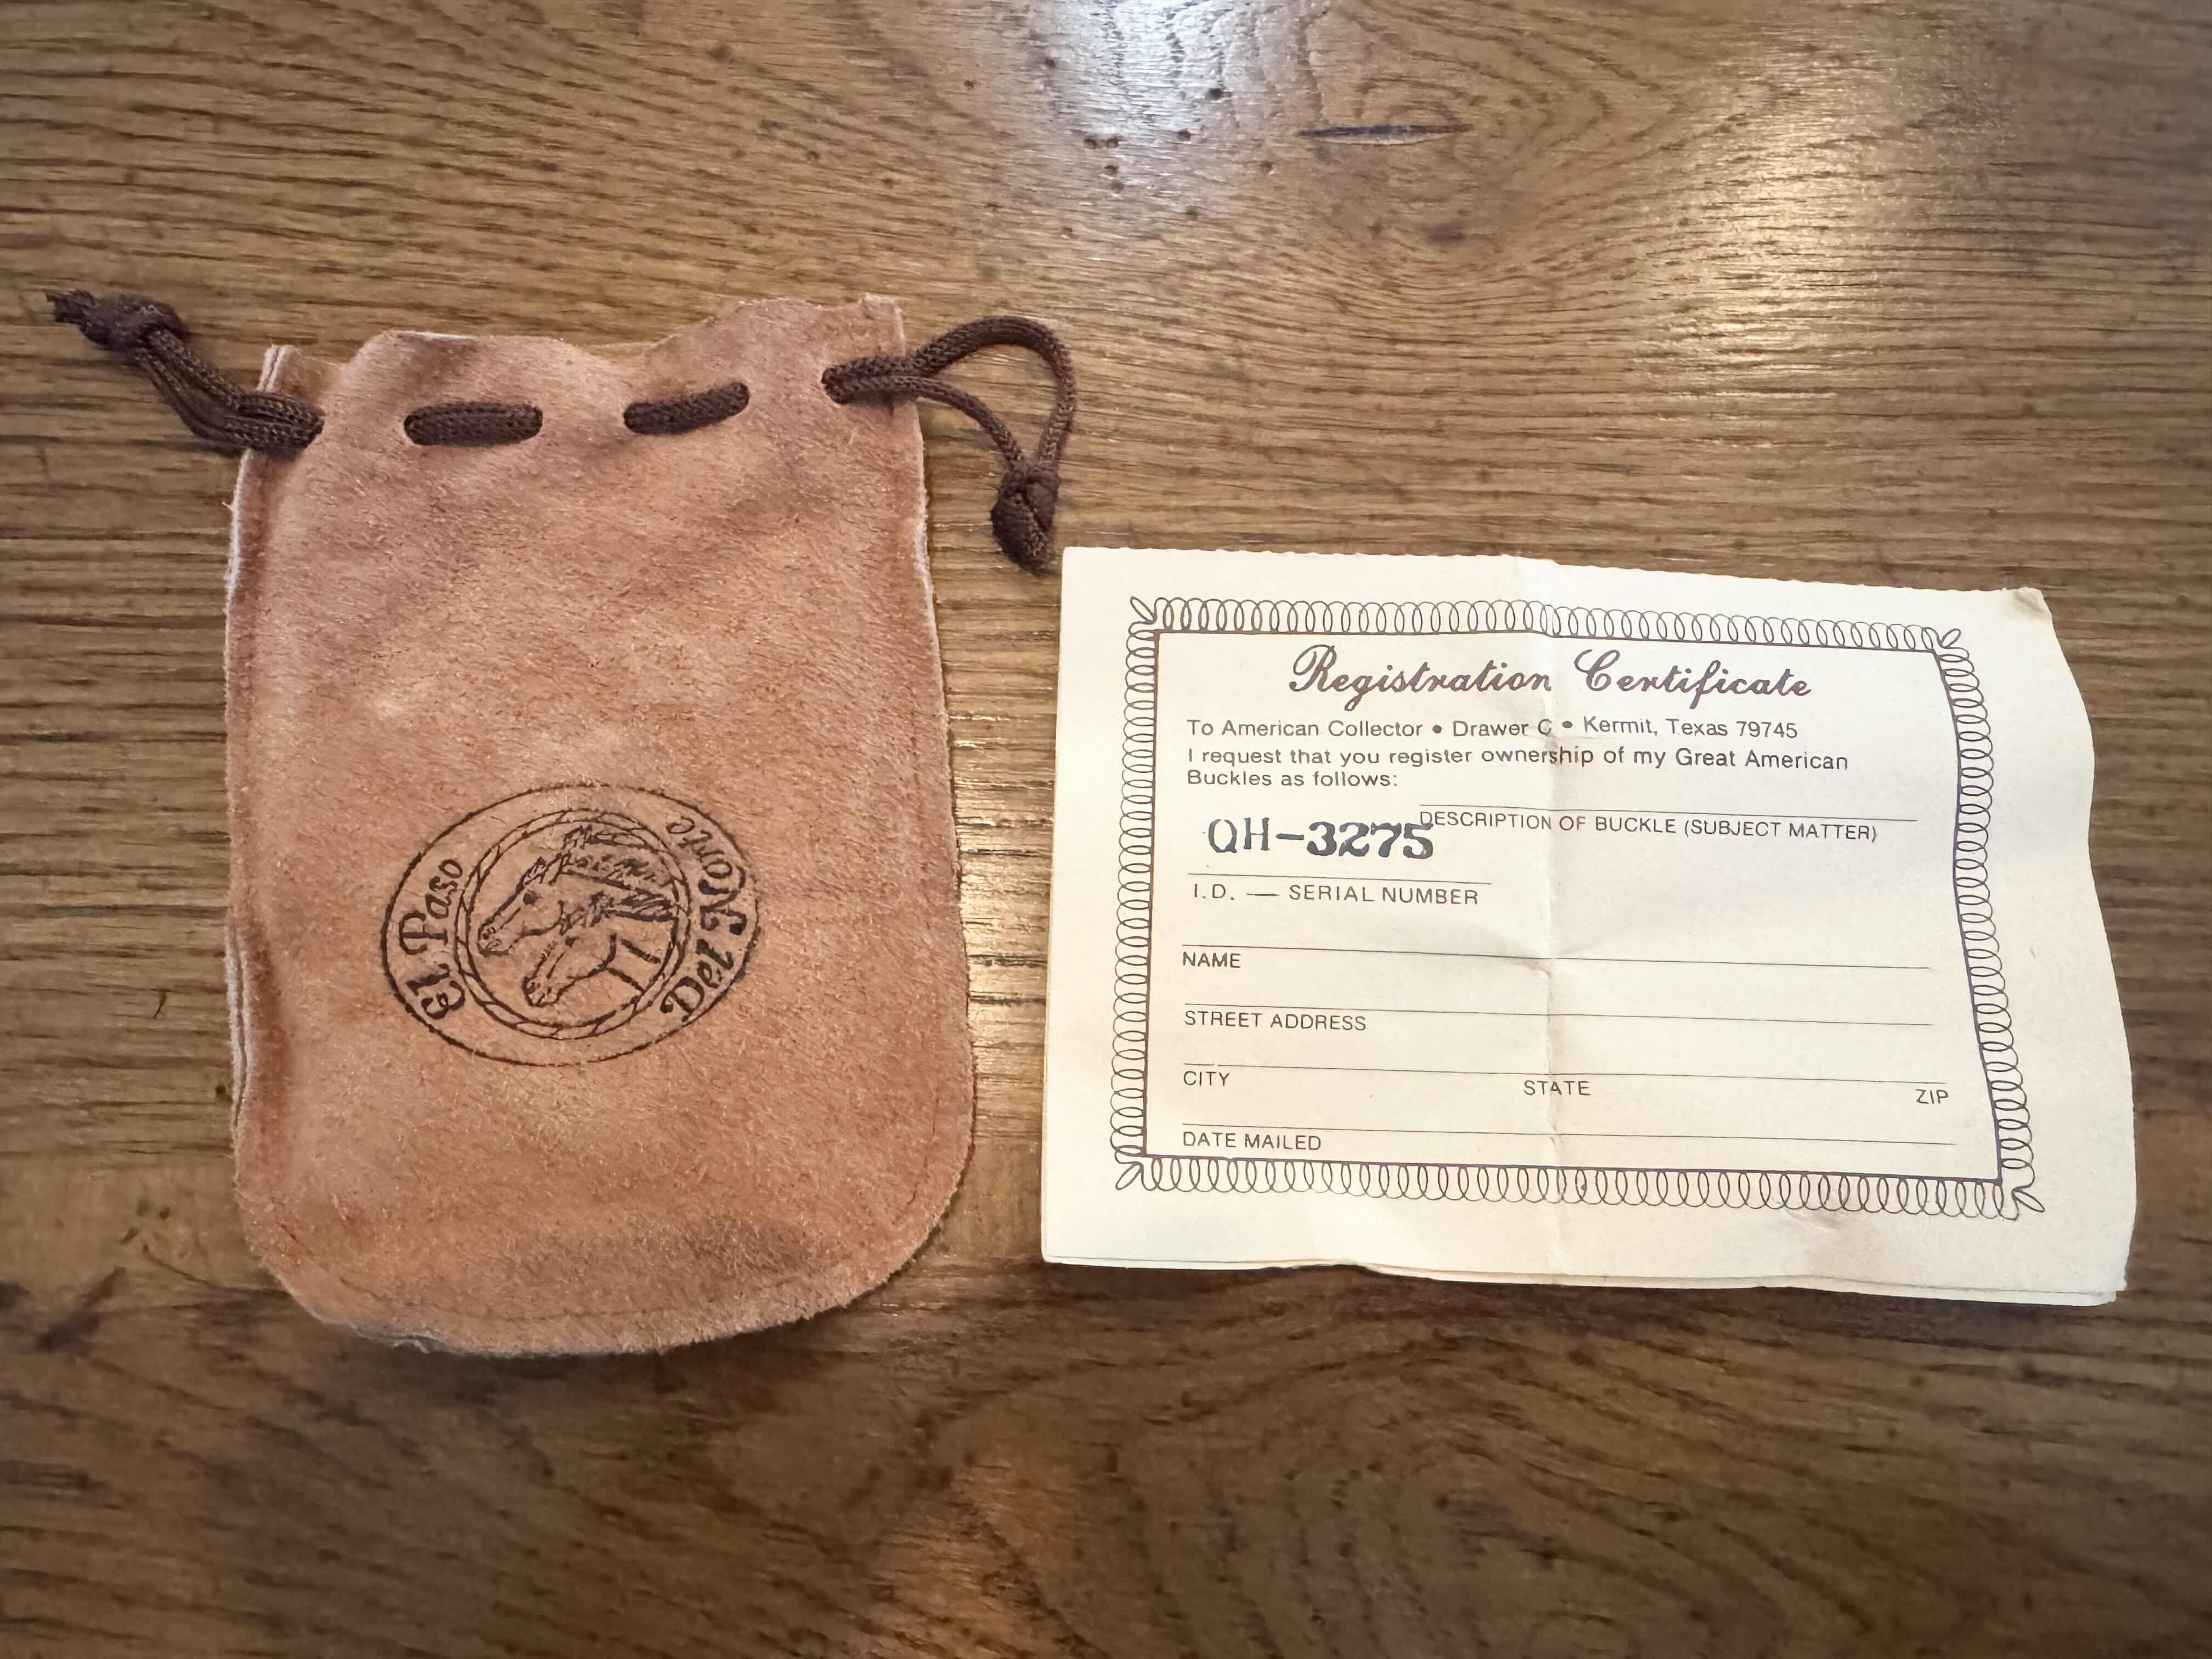 El Paso
Del Norte
Registration Certificate
To American Collector • Drawer C • Kermit, Texas 79745
I request that you register ownership of my Great American
Buckles as follows:
DESCRIPTION OF BUCKLE (SUBJECT MATTER)
QH-3275
I.D. — SERIAL NUMBER
NAME
STREET ADDRESS
CITY STATE ZIP
DATE MAILED